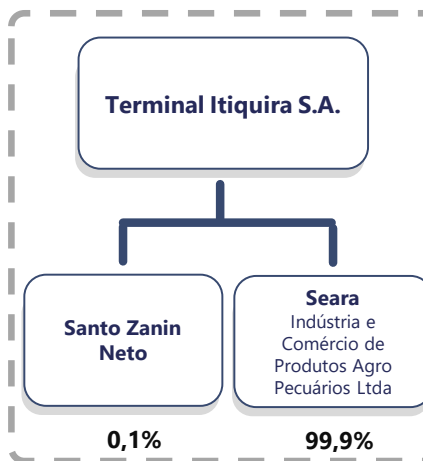 Terminal Itiquira S.A.
Santo Zanin
Neto
Seara
Indústria e
Comércio de
Produtos Agro
Pecuários Ltda
0,1%
99,9%